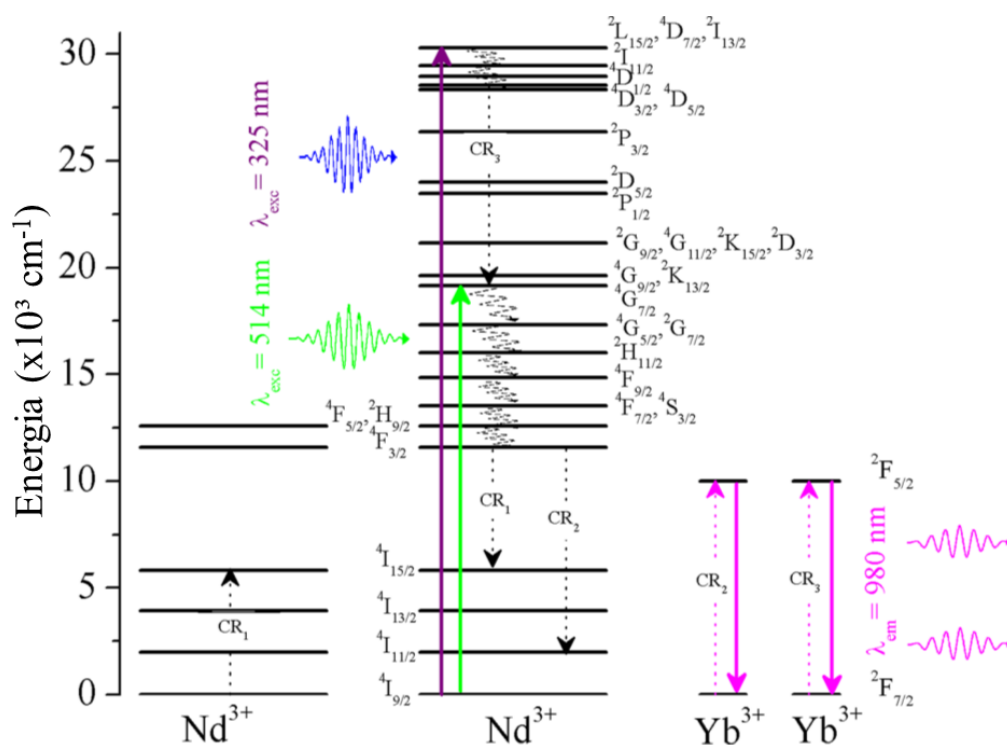 Energia (x10³ cm⁻¹)
30
25
20
15
10
5
0
λexc = 325 nm
λexc = 514 nm
⁴F5/2,²H9/2
⁴F3/2
⁴I15/2
⁴I13/2
⁴I11/2
⁴I9/2
CR1
Nd³⁺
²L15/2,⁴D7/2,²I13/2
²I11/2
⁴D1/2
⁴D3/2,⁴D5/2
²P3/2
CR3
²D5/2
²P1/2
²G9/2,⁴G11/2,²K15/2,²D3/2
⁴G9/2,²K13/2
⁴G7/2
⁴G5/2,²G7/2
²H11/2
⁴F9/2
⁴F7/2,⁴S3/2
CR1
CR2
Nd³⁺
²F5/2
CR2
CR3
λem = 980 nm
²F7/2
Yb³⁺
Yb³⁺